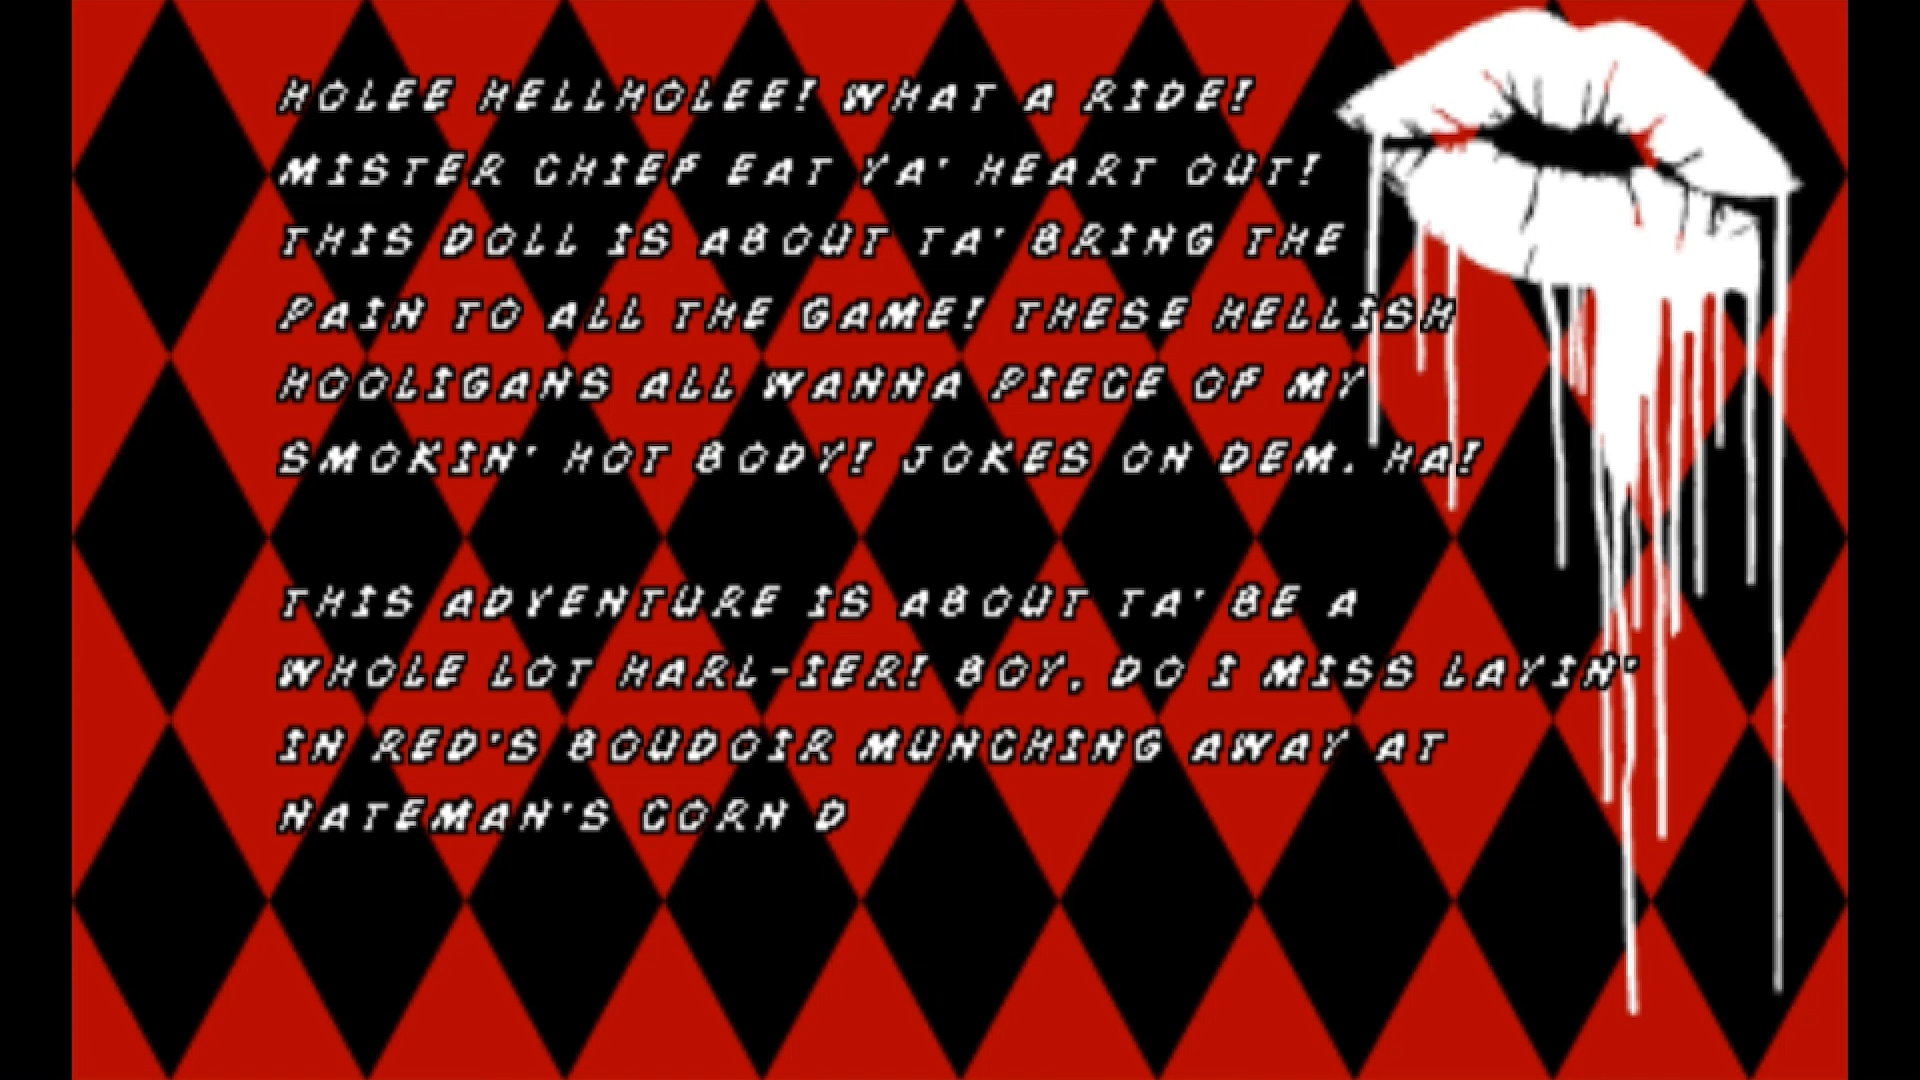 HOLEE HELLHOLEE! WHAT A RIDE!
MISTER CHIEF EAT YA' HEART OUT!
THIS DOLL IS ABOUT TA' BRING THE
PAIN TO ALL THE GAME! THESE HELLISH
HOOLIGANS ALL WANNA PIECE OF MY
SMOKIN' HOT BODY! JOKES ON DEM. HA!
THIS ADVENTURE IS ABOUT TA' BE A
WHOLE LOT HARL-IER! BOY, DO I MISS LAYIN'
IN RED'S BOUDOIR MUNCHING AWAY AT
NATEMAN'S CORN D